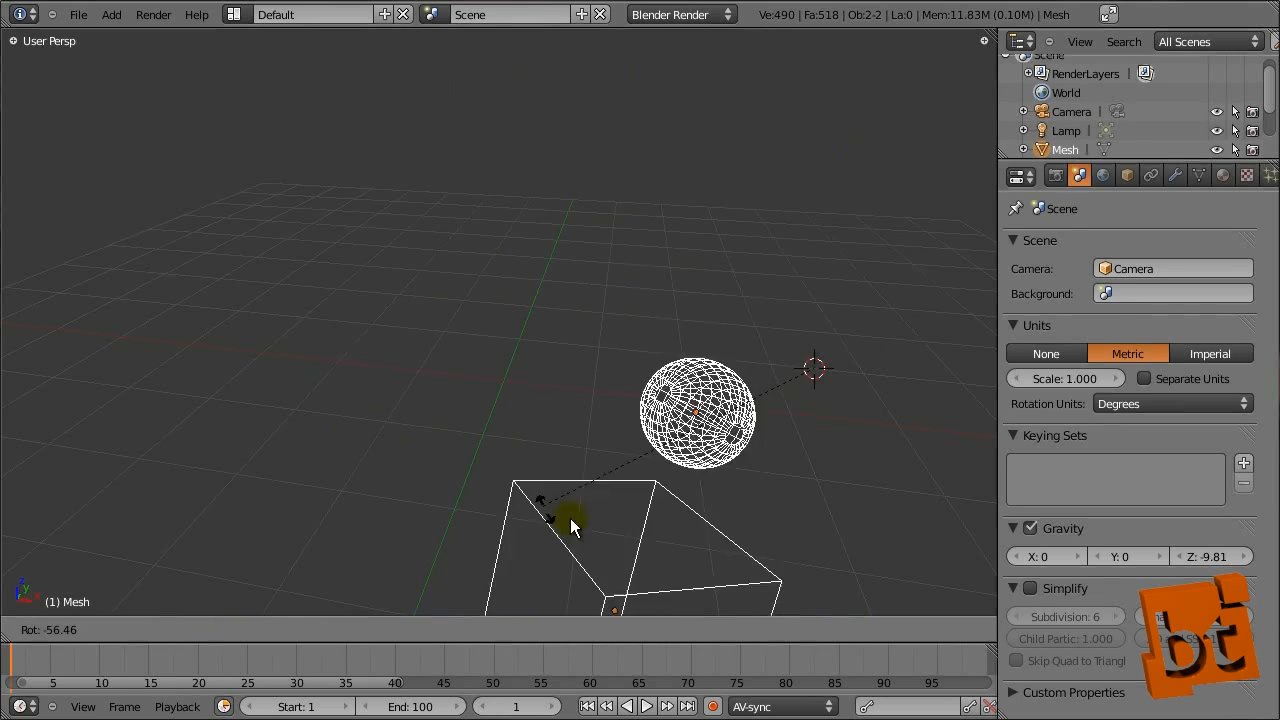 File Add Render Help Default Scene Blender Render Ve:490 | Fa:518 | Ob:2-2 | La:0 | Mem:11.83M (0.10M) | Mesh
User Persp
View Search All Scenes
Scene
RenderLayers
World
Camera
Lamp
Mesh
Scene
Scene
Camera: Camera
Background:
Units
None Metric Imperial
Scale: 1.000 Separate Units
Rotation Units: Degrees
Keying Sets
Gravity
X: 0 Y: 0 Z: -9.81
Simplify
Subdivision: 6
Child Partic: 1.000
Skip Quad to Triangl
Custom Properties
bt
(1) Mesh
Rot: -56.46
5 10 15 20 25 30 35 40 45 50 55 60 65 70 75 80 85 90 95
View Frame Playback Start: 1 End: 100 1 AV-sync